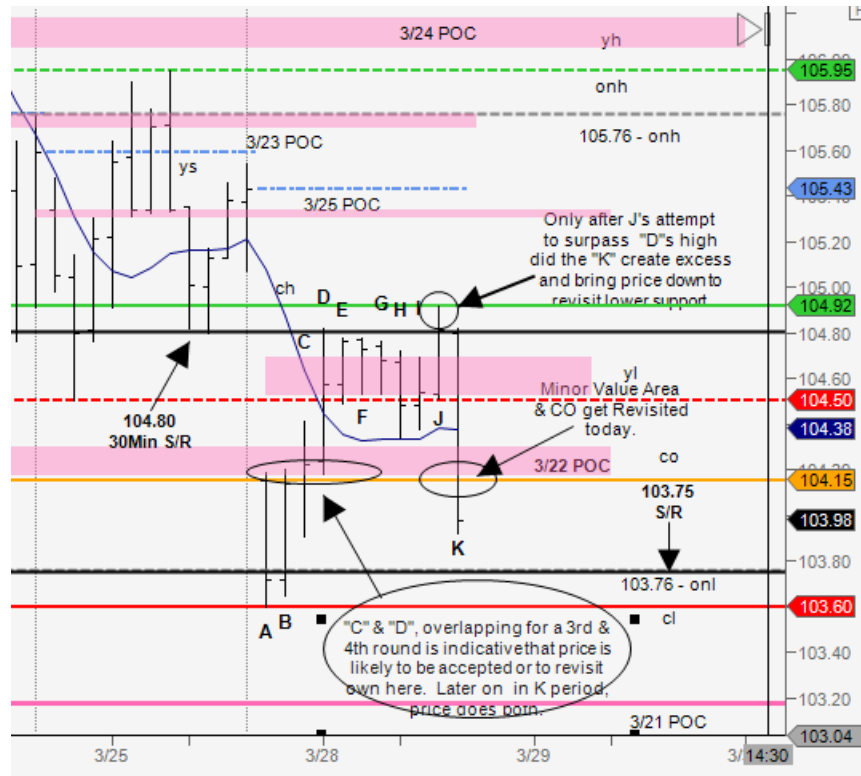 3/24 POC
yh
105.95
onh
105.80
105.76 - onh
3/23 POC
105.60
ys
105.43
3/25 POC
Only after J's attempt
to surpass "D"s high
did the "K" create excess
and bring price down to
revisit lower support
105.20
105.00
ch
D
E
G
H
I
104.92
104.80
C
104.80
30Min S/R
104.60
yl
Minor Value Area
& CO get Revisited
today.
104.50
F
J
104.38
3/22 POC
co
104.15
103.75
S/R
103.98
K
103.80
103.76 - onl
103.60
A
B
cl
"C" & "D", overlapping for a 3rd &
4th round is indicativethat price is
likely to be accepted or to revisit
own here. Later on in K period,
price goes
103.40
103.20
3/21 POC
103.04
3/25
3/28
3/29
14:30